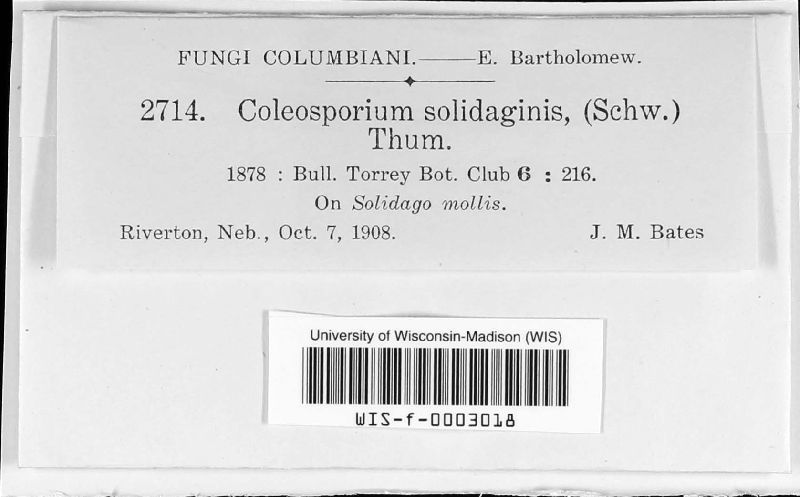 FUNGI COLUMBIANI.——E. Bartholomew.
2714. Coleosporium solidaginis, (Schw.)
Thum.
1878 : Bull. Torrey Bot. Club 6 : 216.
On Solidago mollis.
Riverton, Neb., Oct. 7, 1908. J. M. Bates
University of Wisconsin-Madison (WIS)
WIS-f-0003018